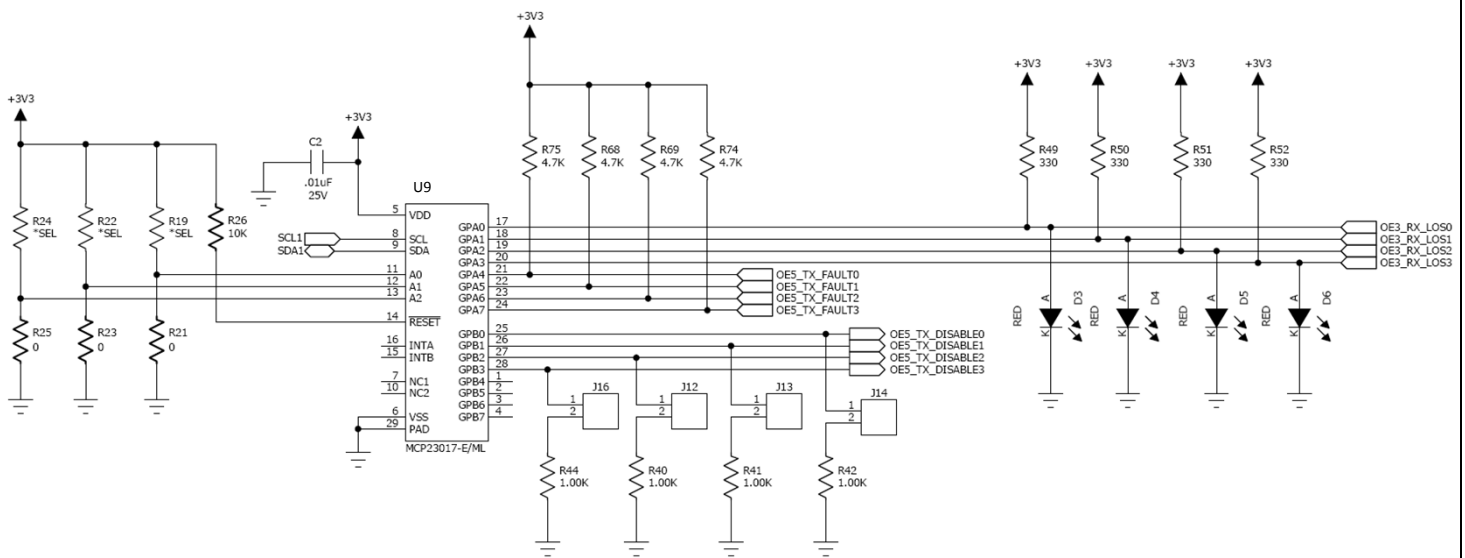 +3V3
+3V3 +3V3 +3V3 +3V3
+3V3
+3V3
C2
.01uF
25V
R75
4.7K
R68
4.7K
R69
4.7K
R74
4.7K
R49
330
R50
330
R51
330
R52
330
U9
R24
*SEL
R22
*SEL
R19
*SEL
R26
10K
5 VDD
SCL1 8 SCL
SDA1 9 SDA
11 A0
12 A1
13 A2
14 RESET
16 INTA
15 INTB
7 NC1
10 NC2
6 VSS
29 PAD
GPA0 17 OE3_RX_LOS0
GPA1 18 OE3_RX_LOS1
GPA2 19 OE3_RX_LOS2
GPA3 20 OE3_RX_LOS3
GPA4 21 OE5_TX_FAULT0
GPA5 22 OE5_TX_FAULT1
GPA6 23 OE5_TX_FAULT2
GPA7 24 OE5_TX_FAULT3
GPB0 25 OE5_TX_DISABLE0
GPB1 26 OE5_TX_DISABLE1
GPB2 27 OE5_TX_DISABLE2
GPB3 28 OE5_TX_DISABLE3
GPB4 1
GPB5 2
GPB6 3
GPB7 4
MCP23017-E/ML
R25
0
R23
0
R21
0
RED A K D3
RED A K D4
RED A K D5
RED A K D6
J16
1
2
J12
1
2
J13
1
2
J14
1
2
R44
1.00K
R40
1.00K
R41
1.00K
R42
1.00K